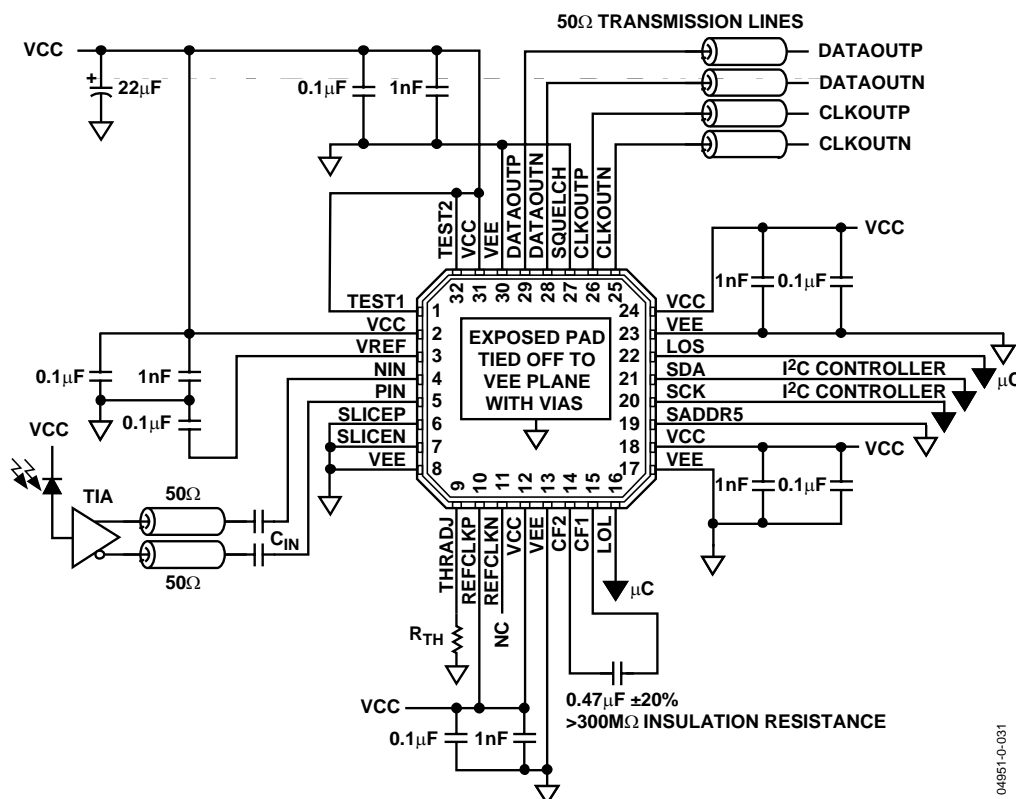 50Ω TRANSMISSION LINES
VCC
DATAOUTP
+
22µF
0.1µF
1nF
DATAOUTN
CLKOUTP
CLKOUTN
TEST2
VCC
VEE
DATAOUTP
DATAOUTN
SQUELCH
CLKOUTP
CLKOUTN
32
31
30
29
28
27
26
25
VCC
1nF
0.1µF
TEST1
1
24
VCC
VCC
2
23
VEE
VREF
3
22
LOS
µC
NIN
4
21
SDA
I²C CONTROLLER
PIN
5
20
SCK
I²C CONTROLLER
SLICEP
6
19
SADDR5
SLICEN
7
18
VCC
VCC
VEE
8
17
VEE
EXPOSED PAD
TIED OFF TO
VEE PLANE
WITH VIAS
0.1µF
1nF
0.1µF
1nF
0.1µF
VCC
TIA
50Ω
C_IN
50Ω
9
10
11
12
13
14
15
16
THRADJ
REFCLKP
REFCLKN
VCC
VEE
CF2
CF1
LOL
µC
R_TH
NC
0.47µF ±20%
>300MΩ INSULATION RESISTANCE
VCC
0.1µF
1nF
04951-0-031